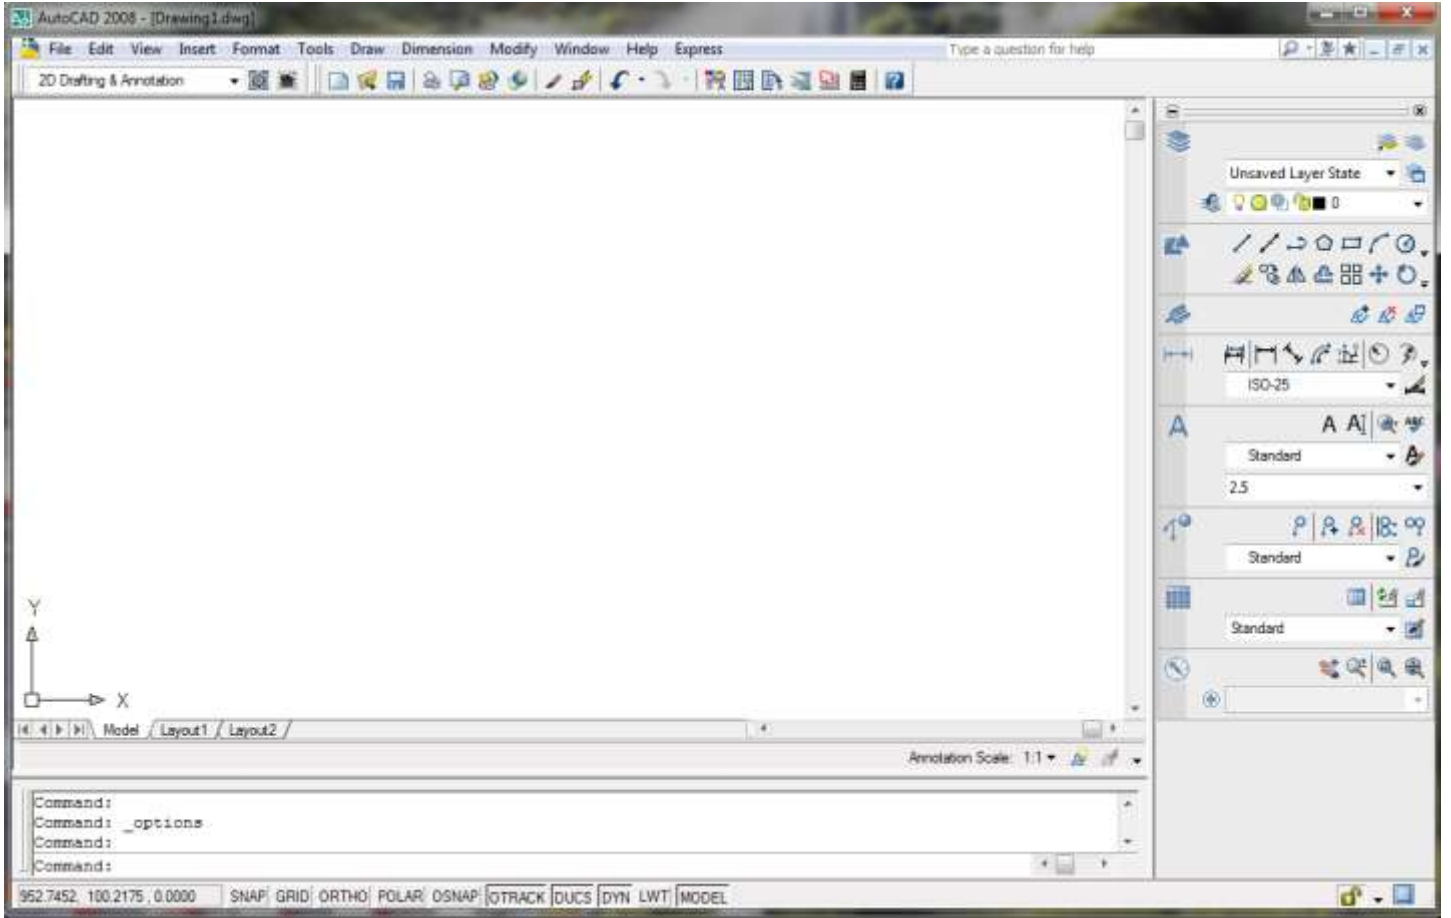 AutoCAD 2008 - [Drawing1.dwg]
File Edit View Insert Format Tools Draw Dimension Modify Window Help Express Type a question for help
2D Drafting & Annotation
Unsaved Layer State
0
ISO-25
A A A ABC
Standard
2.5
Standard
Standard
Y
X
Model Layout1 Layout2
Annotation Scale: 1:1
Command:
Command: _options
Command:
Command:
952.7452, 100.2175, 0.0000 SNAP GRID ORTHO POLAR OSNAP OTRACK DUCS DYN LWT MODEL